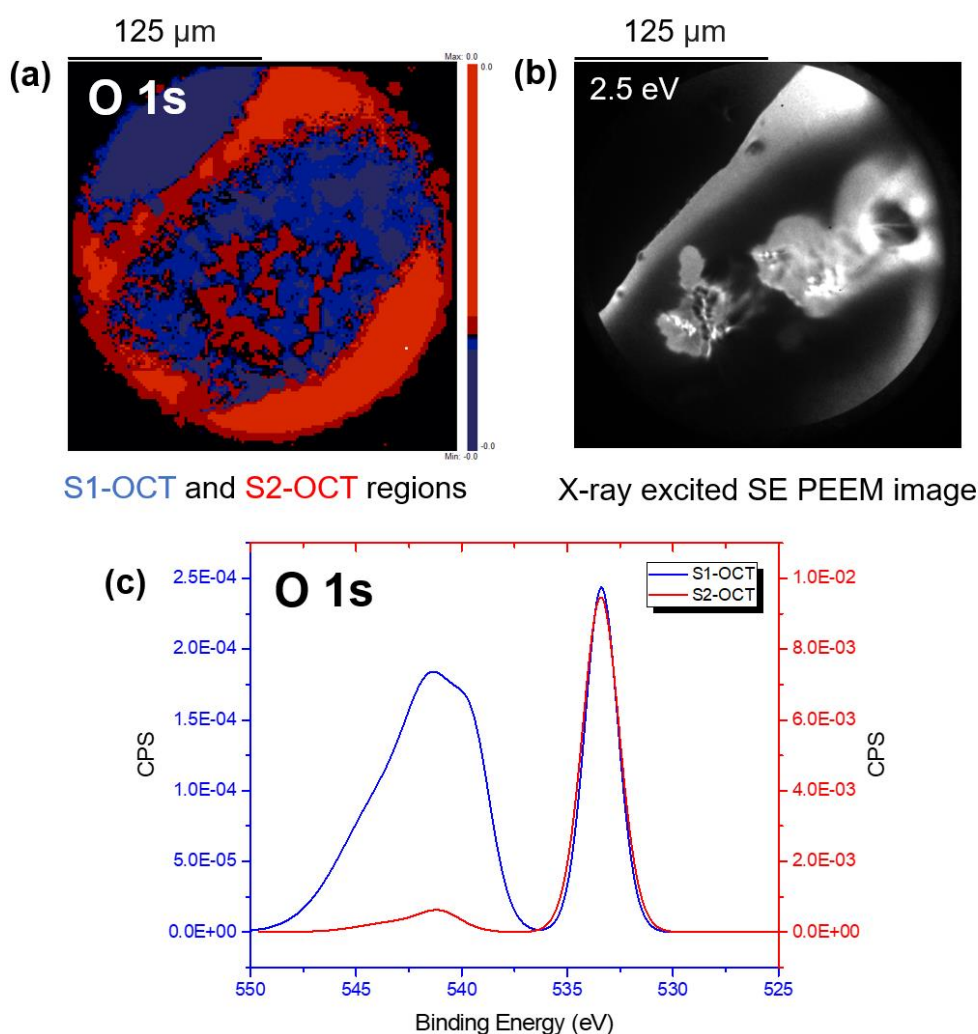 125 µm
125 µm
(a)
(b)
O 1s
Max: 0.0
0.0
-0.0
Min: -0.0
2.5 eV
S1-OCT and S2-OCT regions
X-ray excited SE PEEM image
(c)
O 1s
S1-OCT
S2-OCT
2.5E-04
2.0E-04
1.5E-04
1.0E-04
5.0E-05
0.0E+00
CPS
1.0E-02
8.0E-03
6.0E-03
4.0E-03
2.0E-03
0.0E+00
CPS
550 545 540 535 530 525
Binding Energy (eV)